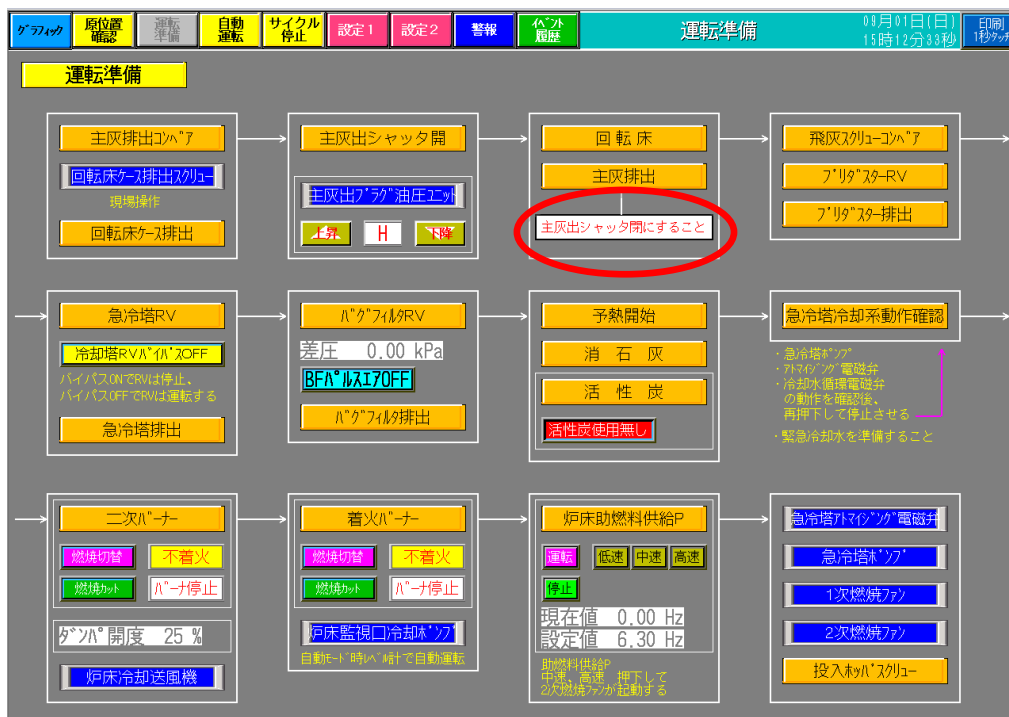 グラフィック
原位置
確認
運転
準備
自動
運転
サイクル
停止
設定1
設定2
警報
イベント
履歴
運転準備
09月01日(日)
15時12分33秒
印刷
1秒タッチ
運転準備
主灰排出コンベア
回転床ケース排出スクリュー
現場操作
回転床ケース排出
主灰出シャッタ開
主灰出プラグ油圧ユニット
上昇 H 下降
回転床
主灰排出
主灰出シャッタ閉にすること
飛灰スクリューコンベア
ブリダスターRV
ブリダスター排出
急冷塔RV
冷却塔RVバイパスOFF
バイパスONでRVは停止、
バイパスOFFでRVは運転する
急冷塔排出
バグフィルタRV
差圧 0.00 kPa
BFパルスエアOFF
バグフィルタ排出
予熱開始
消石灰
活性炭
活性炭使用無し
急冷塔冷却系動作確認
・急冷塔ポンプ
・アトマイジング電磁弁
・冷却水循環電磁弁
の動作を確認後、
再押下して停止させる
・緊急冷却水を準備すること
二次バーナー
燃焼切替 不着火
燃焼カット バーナ停止
ダンパ開度 25 %
炉床冷却送風機
着火バーナー
燃焼切替 不着火
燃焼カット バーナ停止
炉床監視口冷却ポンプ
自動モード時レベル計で自動運転
炉床助燃料供給P
運転 低速 中速 高速
停止
現在値 0.00 Hz
設定値 6.30 Hz
助燃料供給P
中速、高速 押下して
2次燃焼ファンが起動する
急冷塔アトマイジング電磁弁
急冷塔ポンプ
1次燃焼ファン
2次燃焼ファン
投入ホッパスクリュー